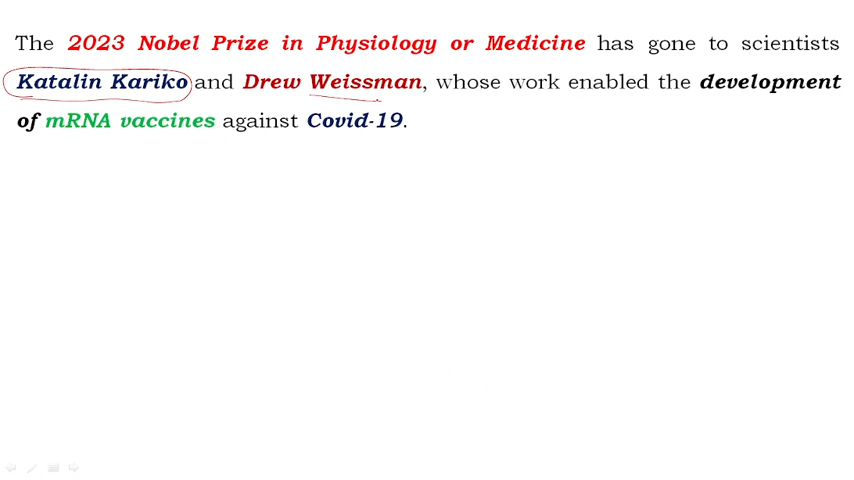 The 2023 Nobel Prize in Physiology or Medicine has gone to scientists
Katalin Kariko and Drew Weissman, whose work enabled the development
of mRNA vaccines against Covid-19.